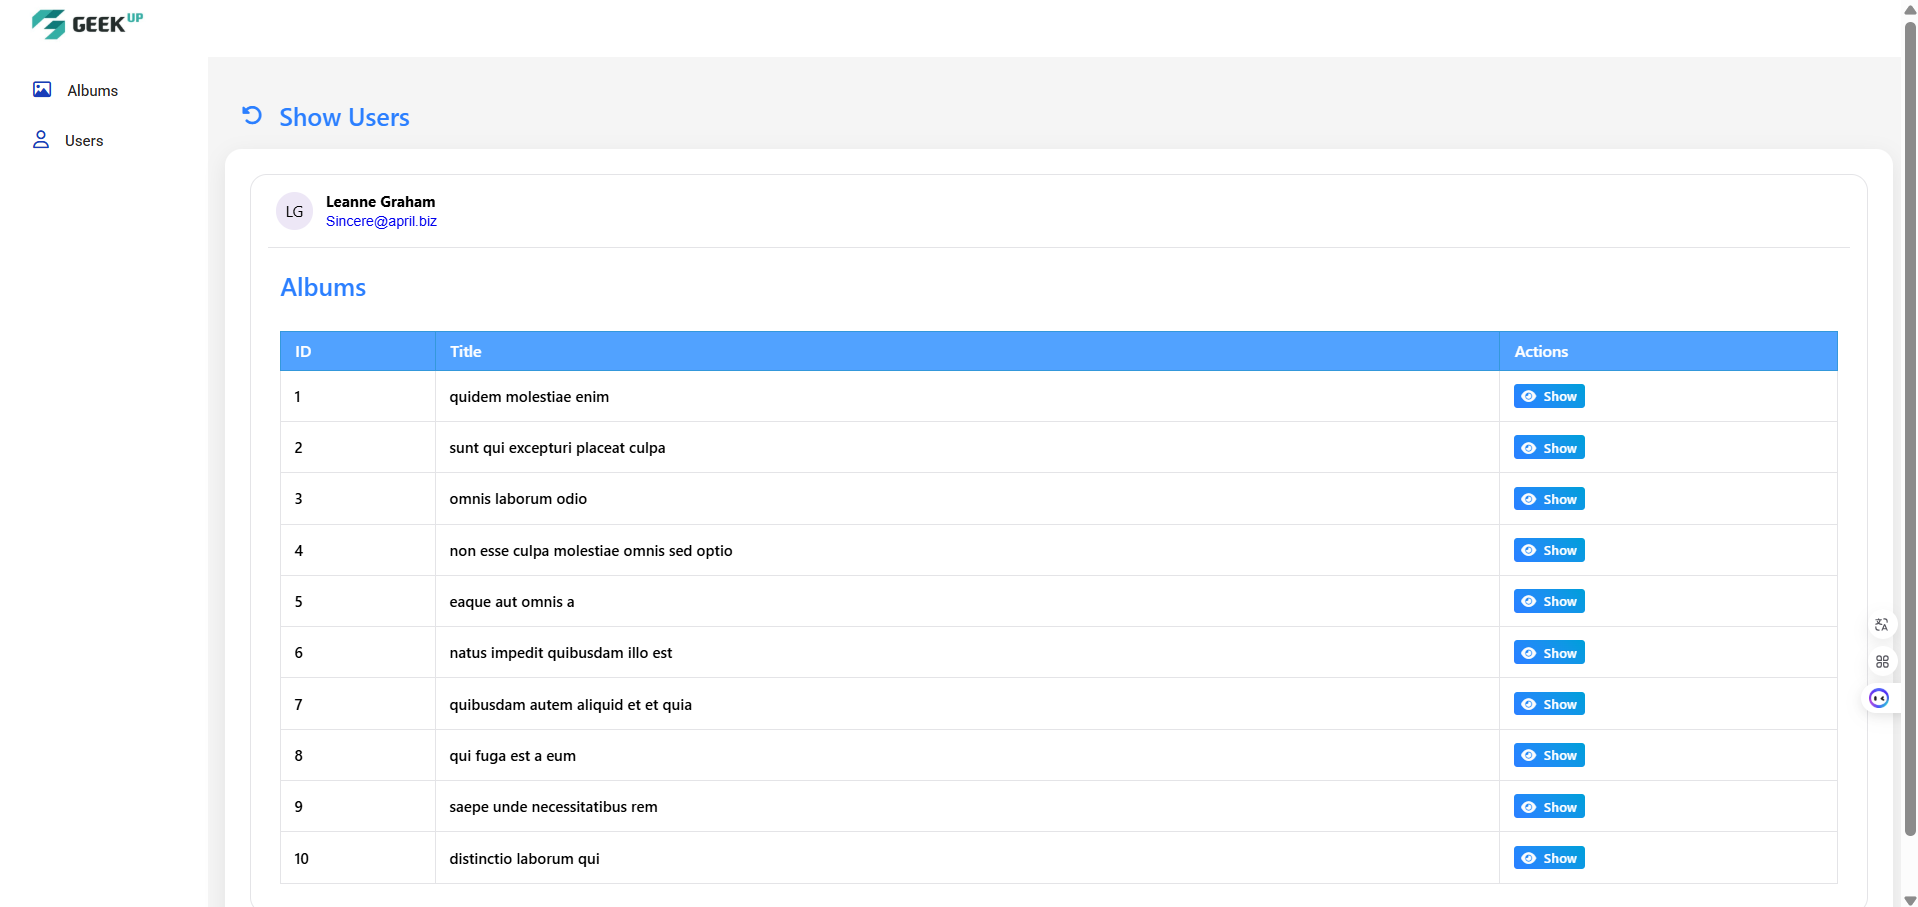 GEEK UP
Albums
Users
Show Users
LG
Leanne Graham
Sincere@april.biz
Albums
ID Title Actions
1 quidem molestiae enim Show
2 sunt qui excepturi placeat culpa Show
3 omnis laborum odio Show
4 non esse culpa molestiae omnis sed optio Show
5 eaque aut omnis a Show
6 natus impedit quibusdam illo est Show
7 quibusdam autem aliquid et et quia Show
8 qui fuga est a eum Show
9 saepe unde necessitatibus rem Show
10 distinctio laborum qui Show